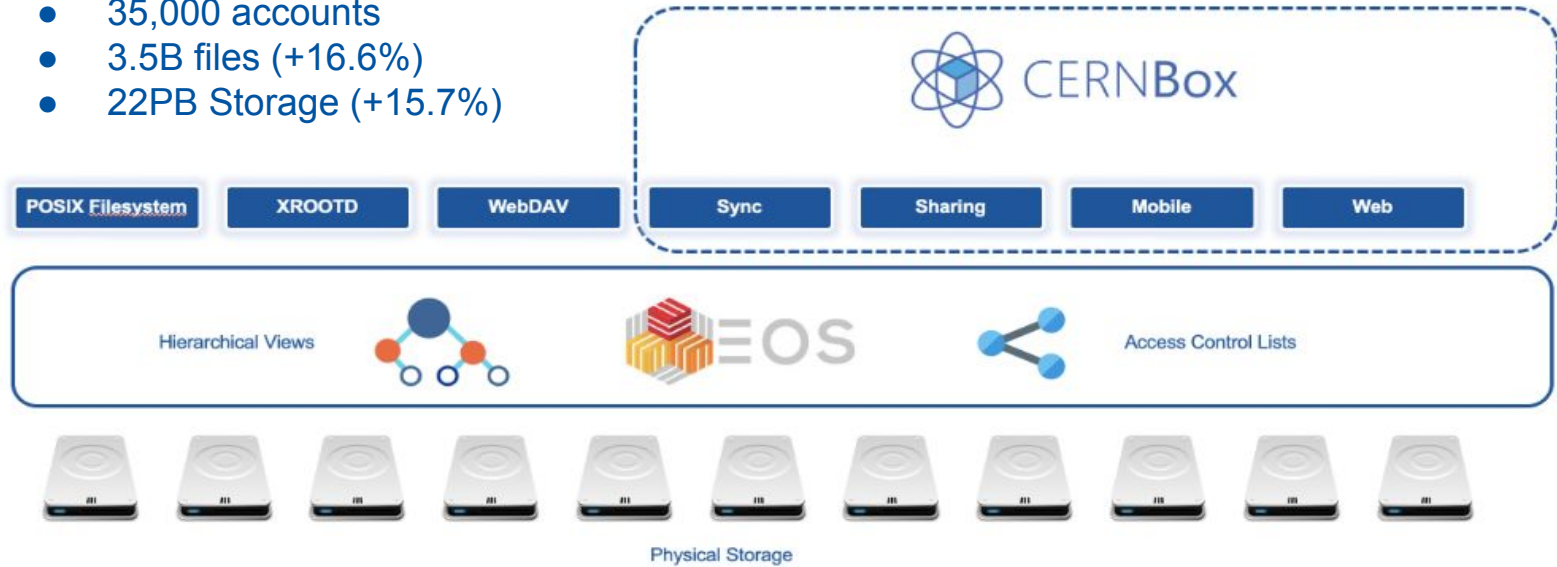 ● 35,000 accounts
● 3.5B files (+16.6%)
● 22PB Storage (+15.7%)
CERNBox
POSIX Filesystem XROOTD WebDAV Sync Sharing Mobile Web
Hierarchical Views EOS Access Control Lists
Physical Storage